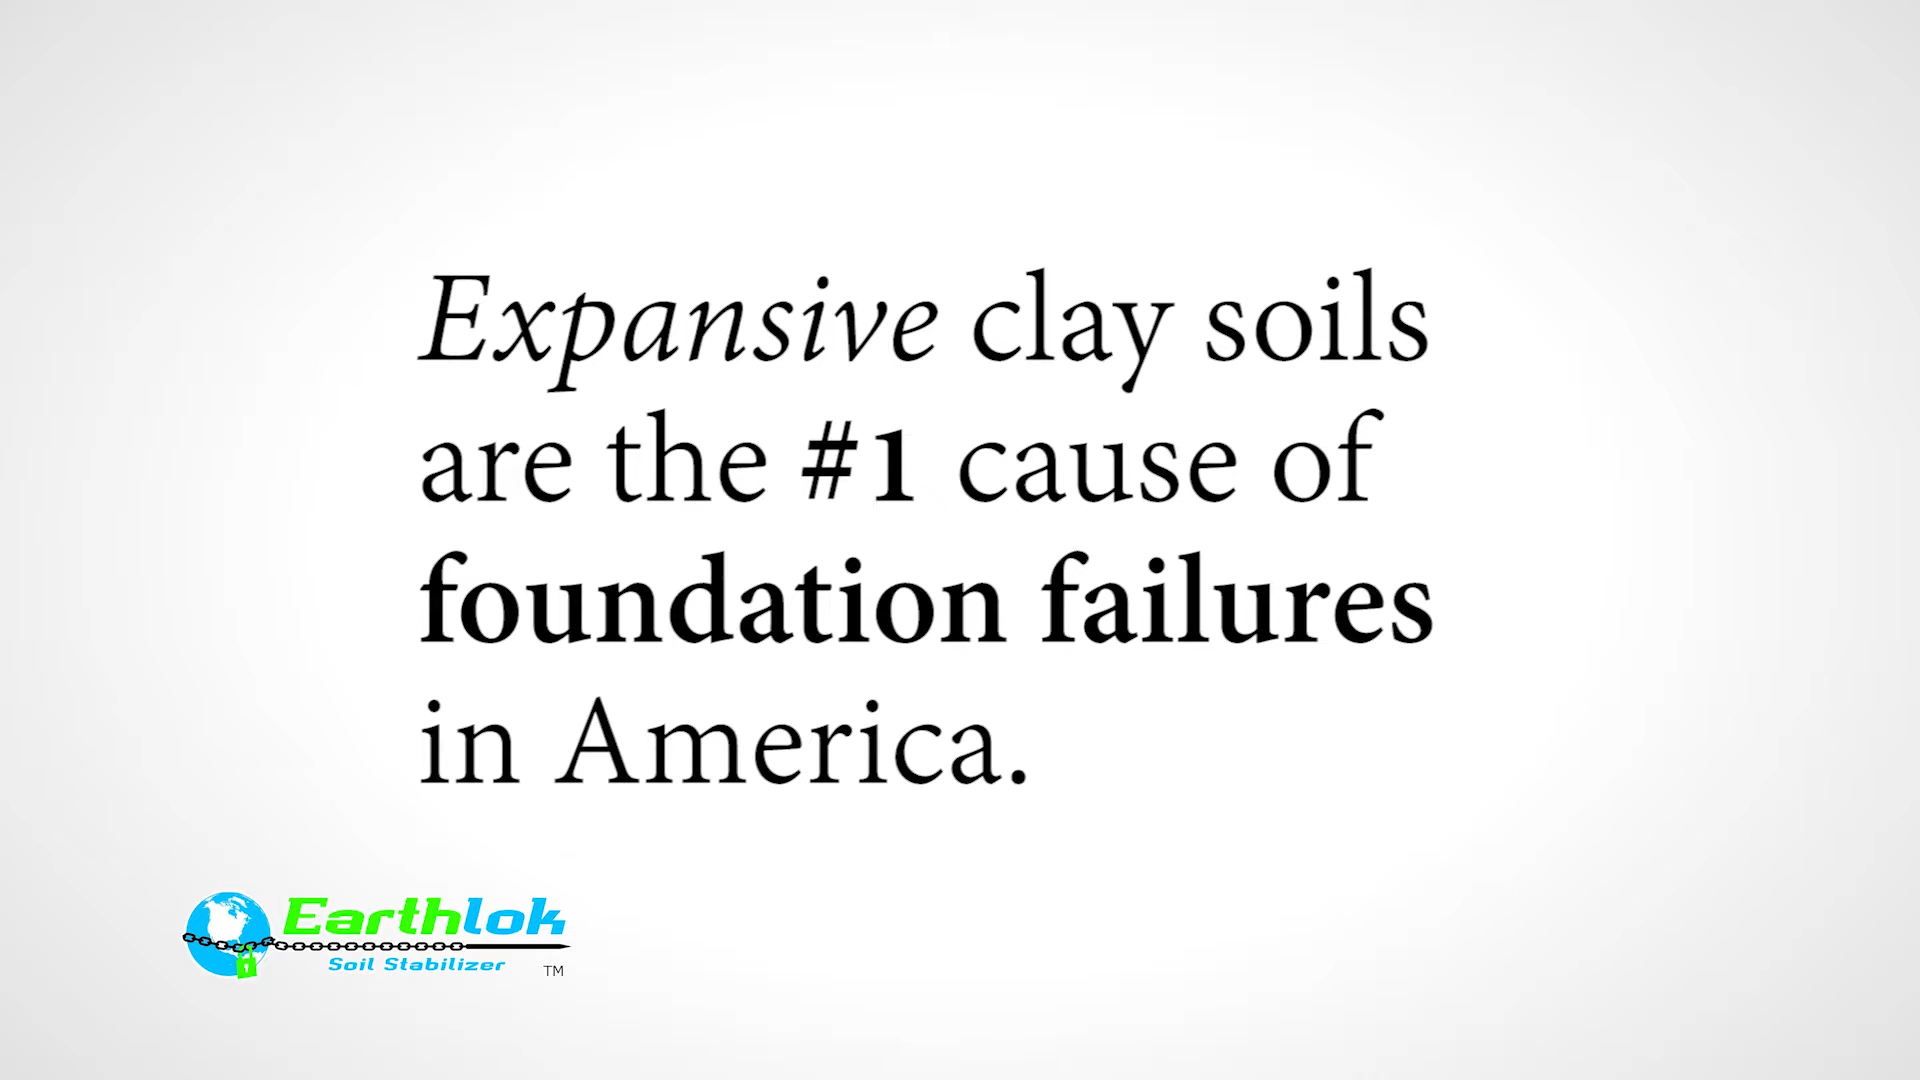 Expansive clay soils
are the #1 cause of
foundation failures
in America.
Earthlok
Soil Stabilizer TM